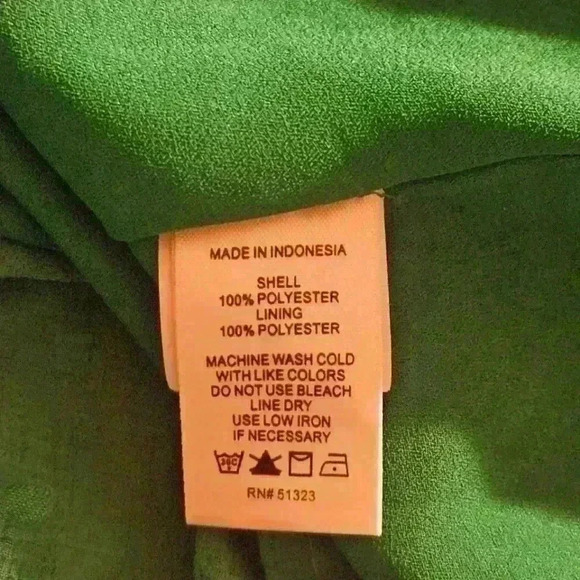 MADE IN INDONESIA
SHELL
100% POLYESTER
LINING
100% POLYESTER
MACHINE WASH COLD
WITH LIKE COLORS
DO NOT USE BLEACH
LINE DRY
USE LOW IRON
IF NECESSARY
30C
RN# 51323